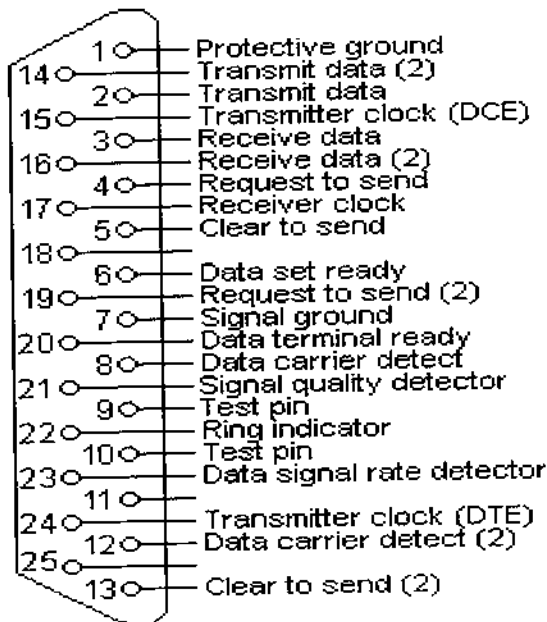 1 Protective ground
14 Transmit data (2)
2 Transmit data
15 Transmitter clock (DCE)
3 Receive data
16 Receive data (2)
4 Request to send
17 Receiver clock
5 Clear to send
18
6 Data set ready
19 Request to send (2)
7 Signal ground
20 Data terminal ready
8 Data carrier detect
21 Signal quality detector
9 Test pin
22 Ring indicator
10 Test pin
23 Data signal rate detector
11
24 Transmitter clock (DTE)
12 Data carrier detect (2)
25
13 Clear to send (2)